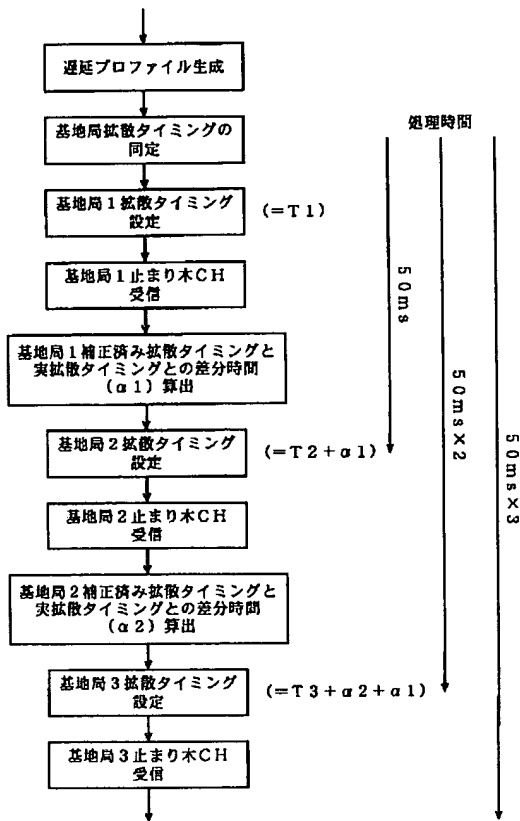 遅延プロファイル生成
基地局拡散タイミングの
同定
処理時間
基地局1拡散タイミング
設定
(=T1)
基地局1止まり木CH
受信
50ms
基地局1補正済み拡散タイミングと
実拡散タイミングとの差分時間
(α1)算出
50ms×2
50ms×3
基地局2拡散タイミング
設定
(=T2+α1)
基地局2止まり木CH
受信
基地局2補正済み拡散タイミングと
実拡散タイミングとの差分時間
(α2)算出
基地局3拡散タイミング
設定
(=T3+α2+α1)
基地局3止まり木CH
受信